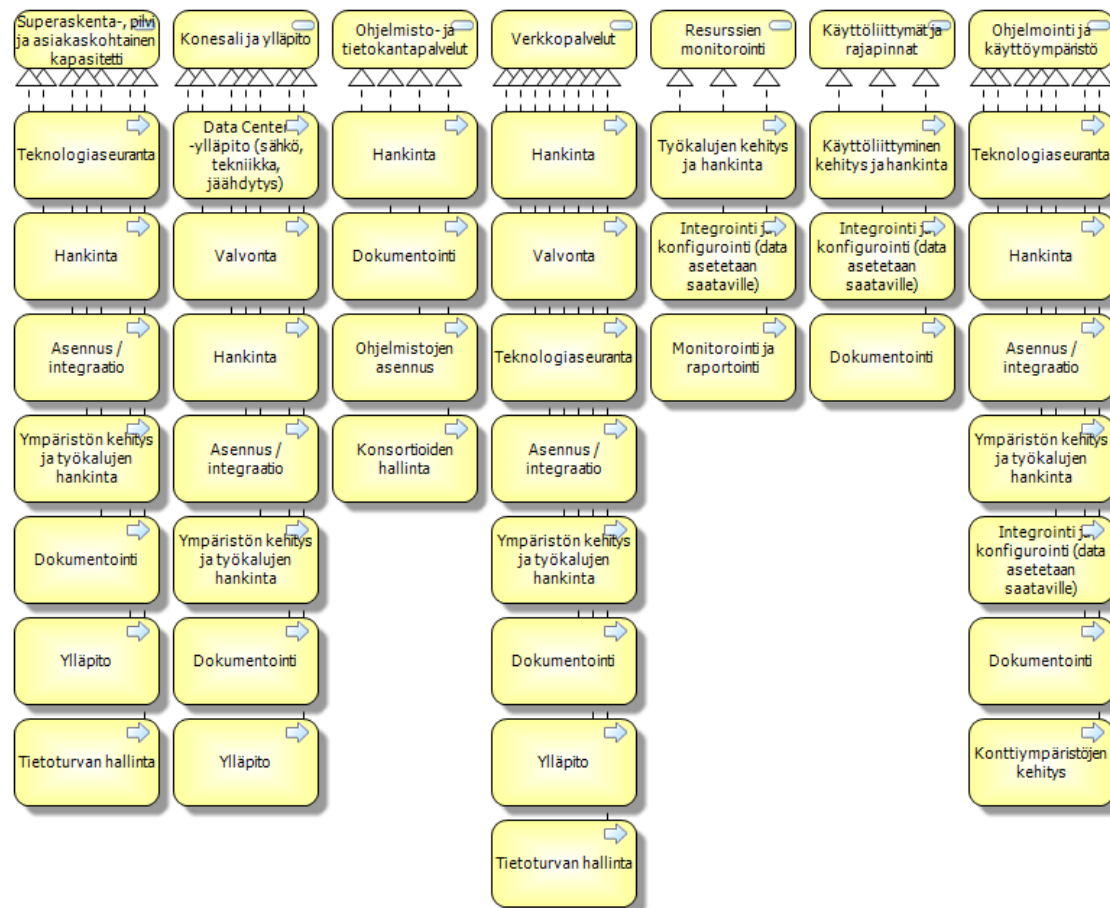 Superaskenta-, pilvi
ja asiakaskohtainen
kapasitetti
Konesali ja ylläpito
Ohjelmisto- ja
tietokantapalvelut
Verkkopalvelut
Resurssien
monitorointi
Käyttöliittymät ja
rajapinnat
Ohjelmointi ja
käyttöympäristö
Teknologiaseuranta
Hankinta
Asennus /
integraatio
Ympäristön kehitys
ja työkalujen
hankinta
Dokumentointi
Ylläpito
Tietoturvan hallinta
Data Center
-ylläpito (sähkö,
tekniikka,
jäähdytys)
Valvonta
Hankinta
Asennus /
integraatio
Ympäristön kehitys
ja työkalujen
hankinta
Dokumentointi
Ylläpito
Hankinta
Dokumentointi
Ohjelmistojen
asennus
Konsortioiden
hallinta
Hankinta
Valvonta
Teknologiaseuranta
Asennus /
integraatio
Ympäristön kehitys
ja työkalujen
hankinta
Dokumentointi
Ylläpito
Tietoturvan hallinta
Työkalujen kehitys
ja hankinta
Integrointi ja
konfigurointi (data
asetetaan
saataville)
Monitorointi ja
raportointi
Käyttöliittyminen
kehitys ja hankinta
Integrointi ja
konfigurointi (data
asetetaan
saataville)
Dokumentointi
Teknologiaseuranta
Hankinta
Asennus /
integraatio
Ympäristön kehitys
ja työkalujen
hankinta
Integrointi ja
konfigurointi (data
asetetaan
saataville)
Dokumentointi
Konttiympäristöjen
kehitys